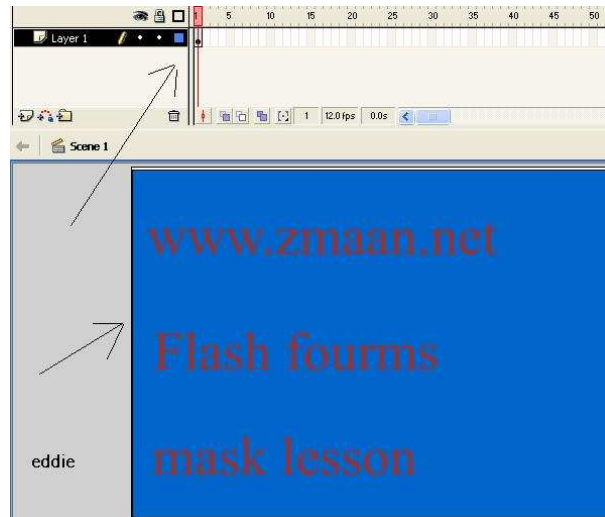 1 5 10 15 20 25 30 35 40 45 50
Layer 1
1 12.0 fps 0.0s
Scene 1
www.zmaan.net
Flash fourms
eddie mask lesson